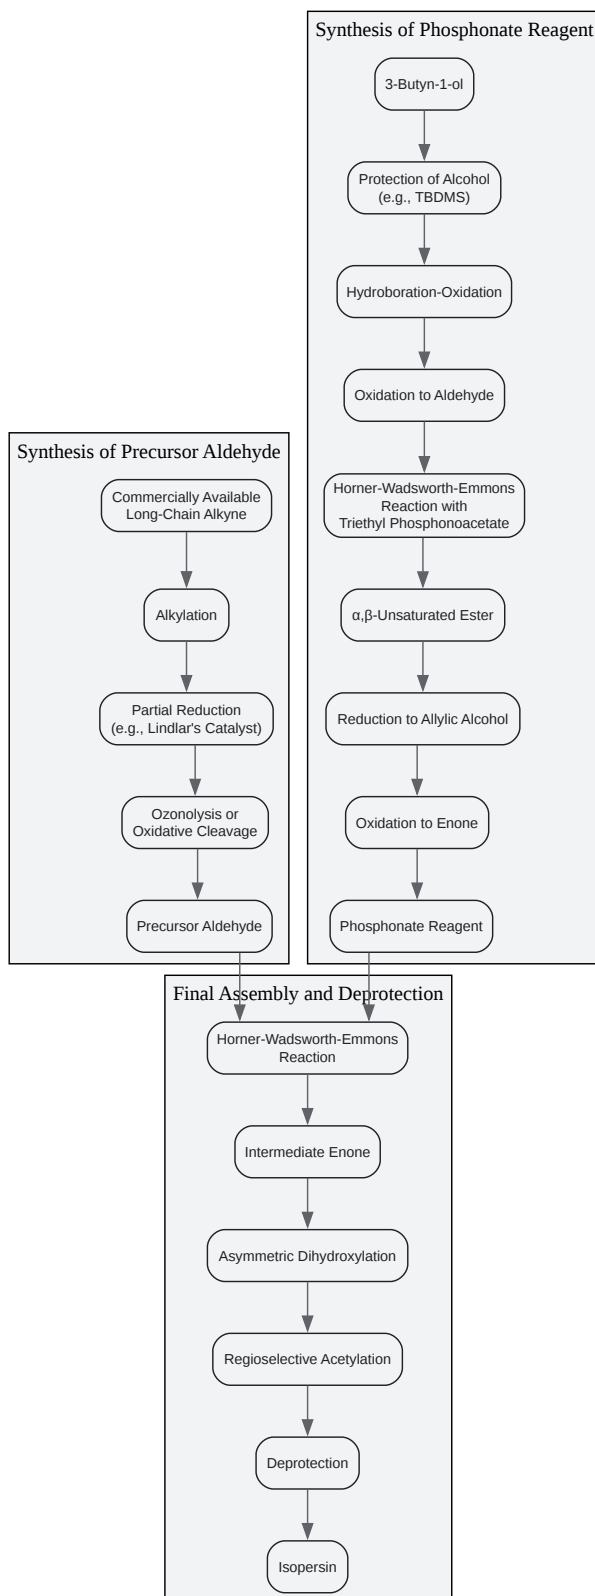 Synthesis of Phosphonate Reagent
3-Butyn-1-ol
Protection of Alcohol
(e.g., TBDMS)
Hydroboration-Oxidation
Oxidation to Aldehyde
Horner-Wadsworth-Emmons
Reaction with
Triethyl Phosphonoacetate
α,β-Unsaturated Ester
Reduction to Allylic Alcohol
Oxidation to Enone
Phosphonate Reagent
Synthesis of Precursor Aldehyde
Commercially Available
Long-Chain Alkyne
Alkylation
Partial Reduction
(e.g., Lindlar's Catalyst)
Ozonolysis or
Oxidative Cleavage
Precursor Aldehyde
Final Assembly and Deprotection
Horner-Wadsworth-Emmons
Reaction
Intermediate Enone
Asymmetric Dihydroxylation
Regioselective Acetylation
Deprotection
Isopersin